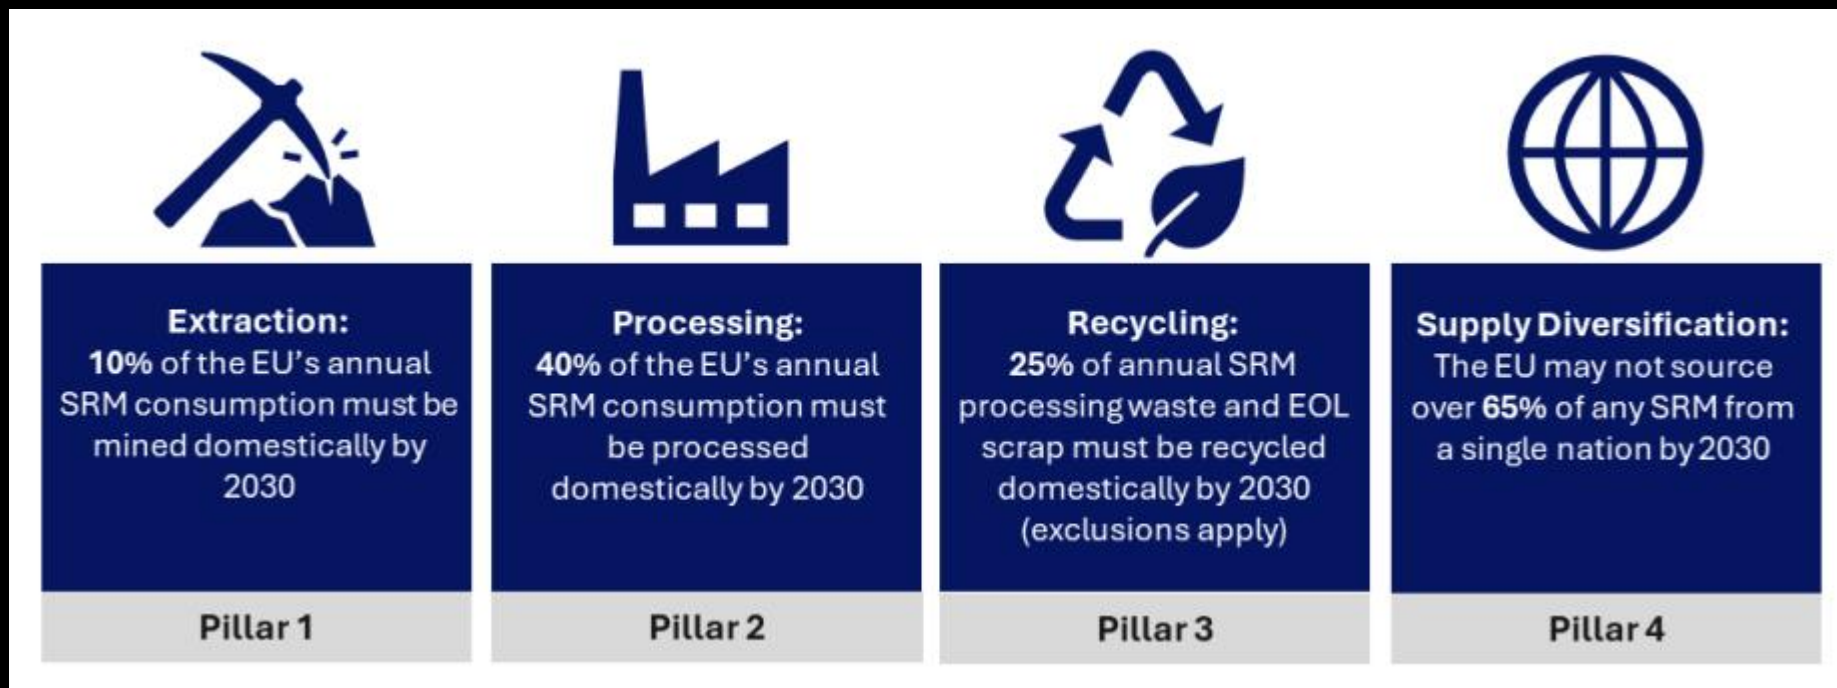 Extraction:
10% of the EU's annual
SRM consumption must be
mined domestically by
2030
Pillar 1
Processing:
40% of the EU's annual
SRM consumption must
be processed
domestically by 2030
Pillar 2
Recycling:
25% of annual SRM
processing waste and EOL
scrap must be recycled
domestically by 2030
(exclusions apply)
Pillar 3
Supply Diversification:
The EU may not source
over 65% of any SRM from
a single nation by 2030
Pillar 4